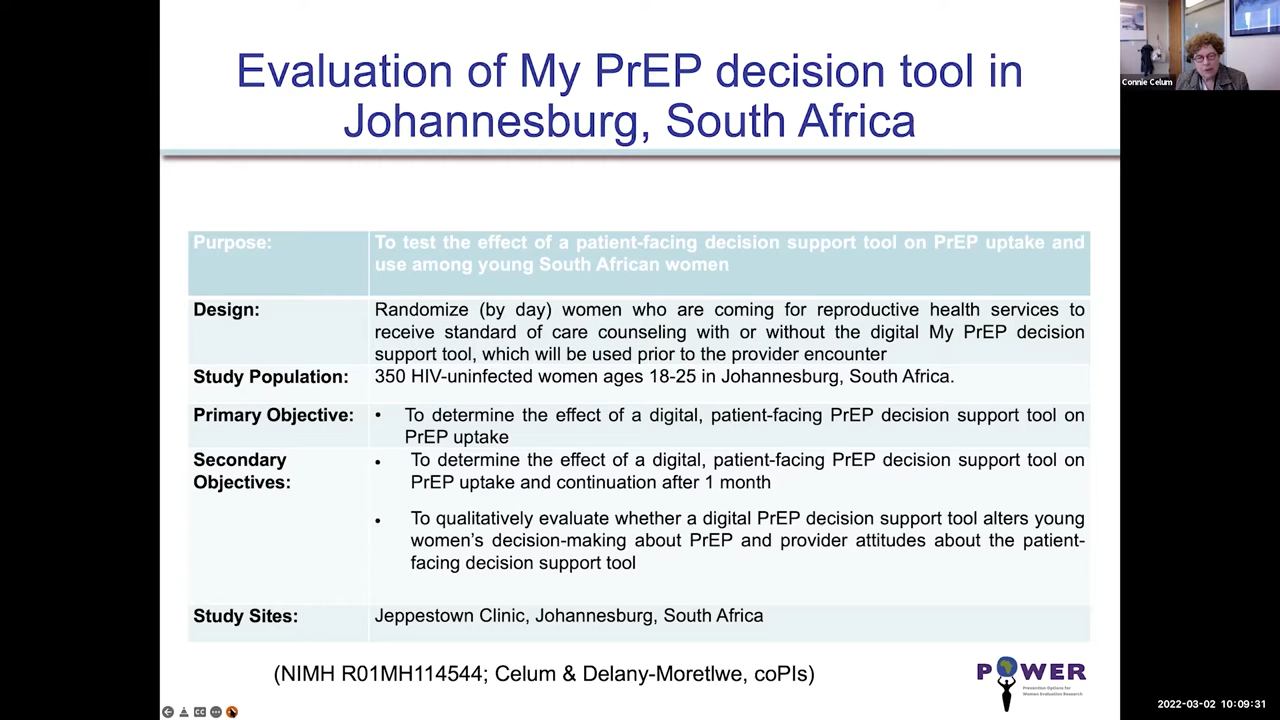 Evaluation of My PrEP decision tool in
Johannesburg, South Africa
Connie Celum
Purpose:
To test the effect of a patient-facing decision support tool on PrEP uptake and
use among young South African women
Design:
Randomize (by day) women who are coming for reproductive health services to
receive standard of care counseling with or without the digital My PrEP decision
support tool, which will be used prior to the provider encounter
Study Population:
350 HIV-uninfected women ages 18-25 in Johannesburg, South Africa.
Primary Objective:
• To determine the effect of a digital, patient-facing PrEP decision support tool on
PrEP uptake
Secondary
Objectives:
• To determine the effect of a digital, patient-facing PrEP decision support tool on
PrEP uptake and continuation after 1 month
• To qualitatively evaluate whether a digital PrEP decision support tool alters young
women's decision-making about PrEP and provider attitudes about the patient-
facing decision support tool
Study Sites:
Jeppestown Clinic, Johannesburg, South Africa
(NIMH R01MH114544; Celum & Delany-Moretlwe, coPIs)
POWER
Prevention Options for
Women Evaluation Research
CC
2022-03-02 10:09:31